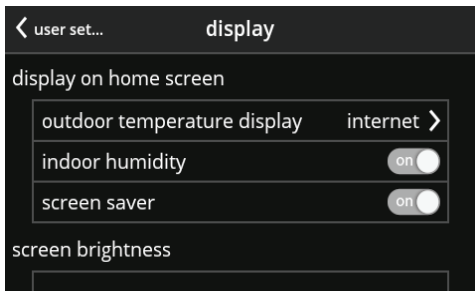 user set... display
display on home screen
outdoor temperature display internet
indoor humidity on
screen saver on
screen brightness